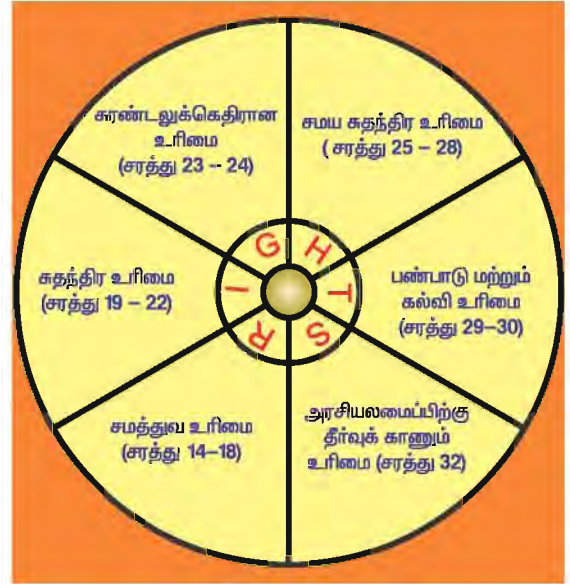 சுரண்டலுக்கெதிரான
உரிமை
(சரத்து 23 -- 24)
சமய சுதந்திர உரிமை
( சரத்து 25 – 28)
சுதந்திர உரிமை
(சரத்து 19 – 22)
பண்பாடு மற்றும்
கல்வி உரிமை
(சரத்து 29–30)
சமத்துவ உரிமை
(சரத்து 14–18)
அரசியலமைப்பிற்கு
தீர்வுக் காணும்
உரிமை (சரத்து 32)
RIGHTS